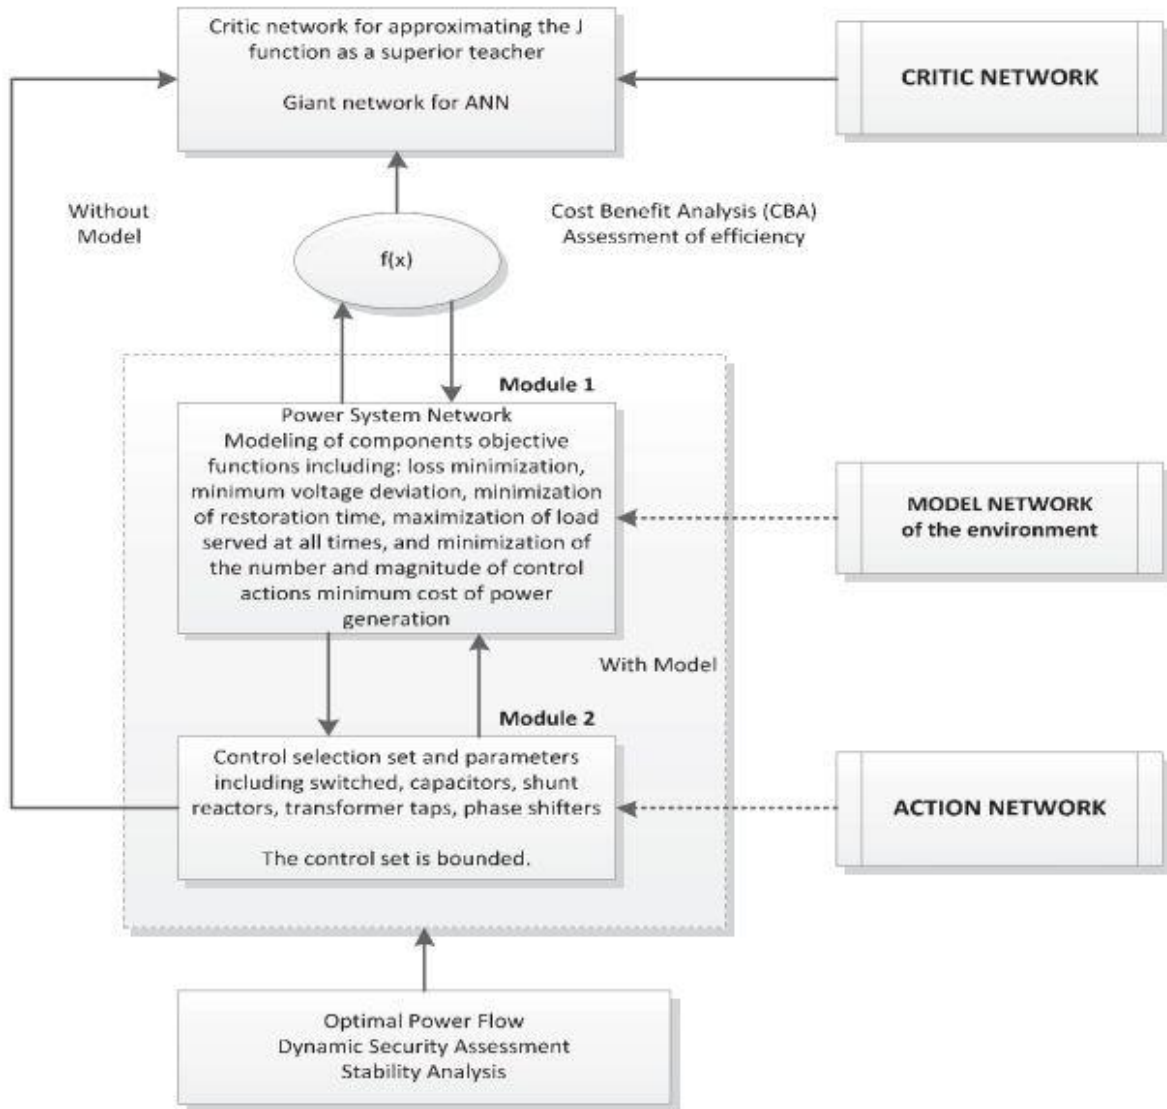 Critic network for approximating the J
function as a superior teacher
Giant network for ANN
CRITIC NETWORK
Without
Model
Cost Benefit Analysis (CBA)
Assessment of efficiency
f(x)
Module 1
Power System Network
Modeling of components objective
functions including: loss minimization,
minimum voltage deviation, minimization
of restoration time, maximization of load
served at all times, and minimization of
the number and magnitude of control
actions minimum cost of power
generation
MODEL NETWORK
of the environment
With Model
Module 2
Control selection set and parameters
including switched, capacitors, shunt
reactors, transformer taps, phase shifters
The control set is bounded.
ACTION NETWORK
Optimal Power Flow
Dynamic Security Assessment
Stability Analysis